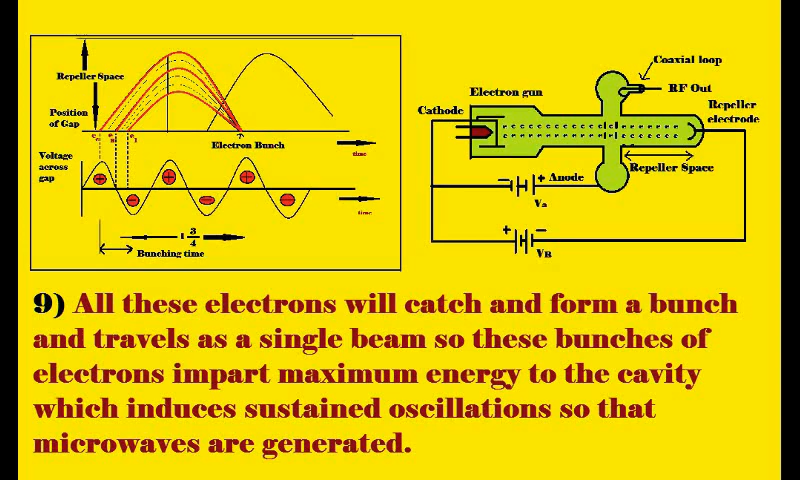 Repeller Space
Position
of Gap
Electron Bunch
time
Voltage
across
gap
time
1 3/4
Bunching time
Coaxial loop
RF Out
Electron gun
Cathode
Repeller
electrode
Repeller Space
Anode
Va
VB
9) All these electrons will catch and form a bunch
and travels as a single beam so these bunches of
electrons impart maximum energy to the cavity
which induces sustained oscillations so that
microwaves are generated.